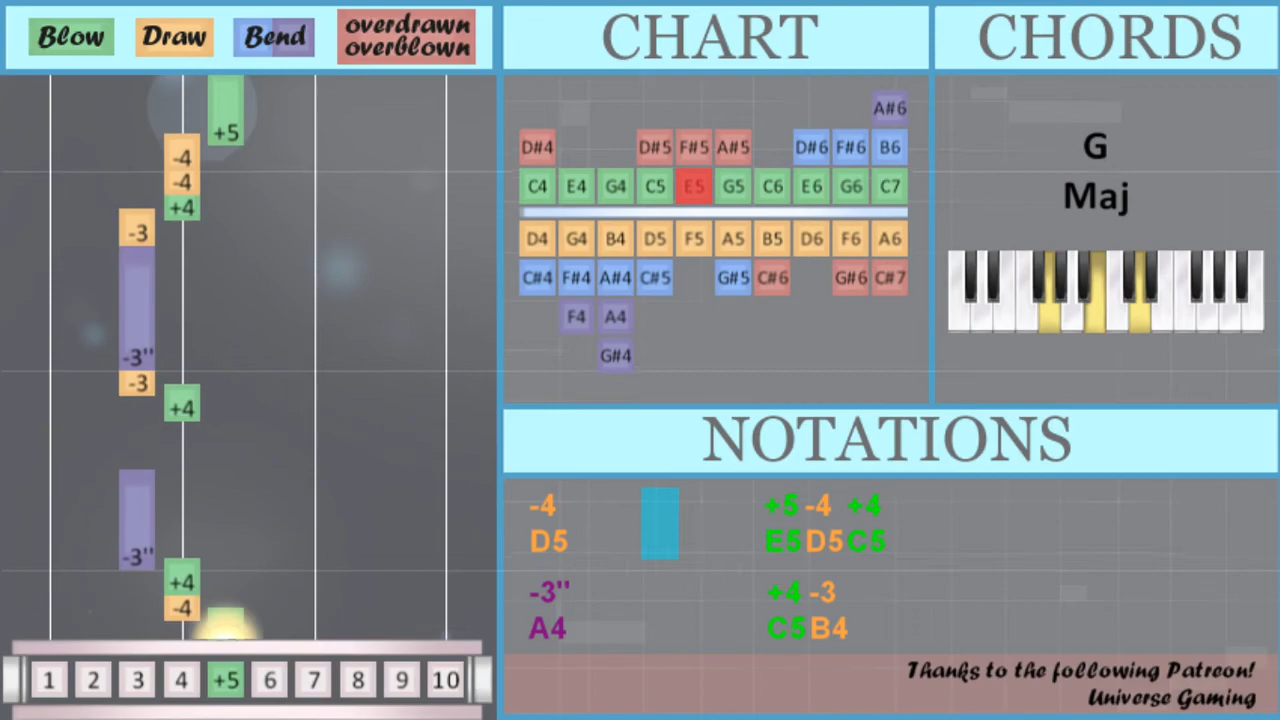 Blow Draw Bend overdrawn
overblown
CHART
CHORDS
+5
-4
-4
+4
-3
-3''
-3
+4
-3''
+4
-4
1 2 3 4 +5 6 7 8 9 10
A#6
D#4 D#5 F#5 A#5 D#6 F#6 B6
C4 E4 G4 C5 E5 G5 C6 E6 G6 C7
D4 G4 B4 D5 F5 A5 B5 D6 F6 A6
C#4 F#4 A#4 C#5 G#5 C#6 G#6 C#7
F4 A4
G#4
G
Maj
NOTATIONS
-4 +5 -4 +4
D5 E5 D5 C5
-3'' +4 -3
A4 C5 B4
Thanks to the following Patreon!
Universe Gaming